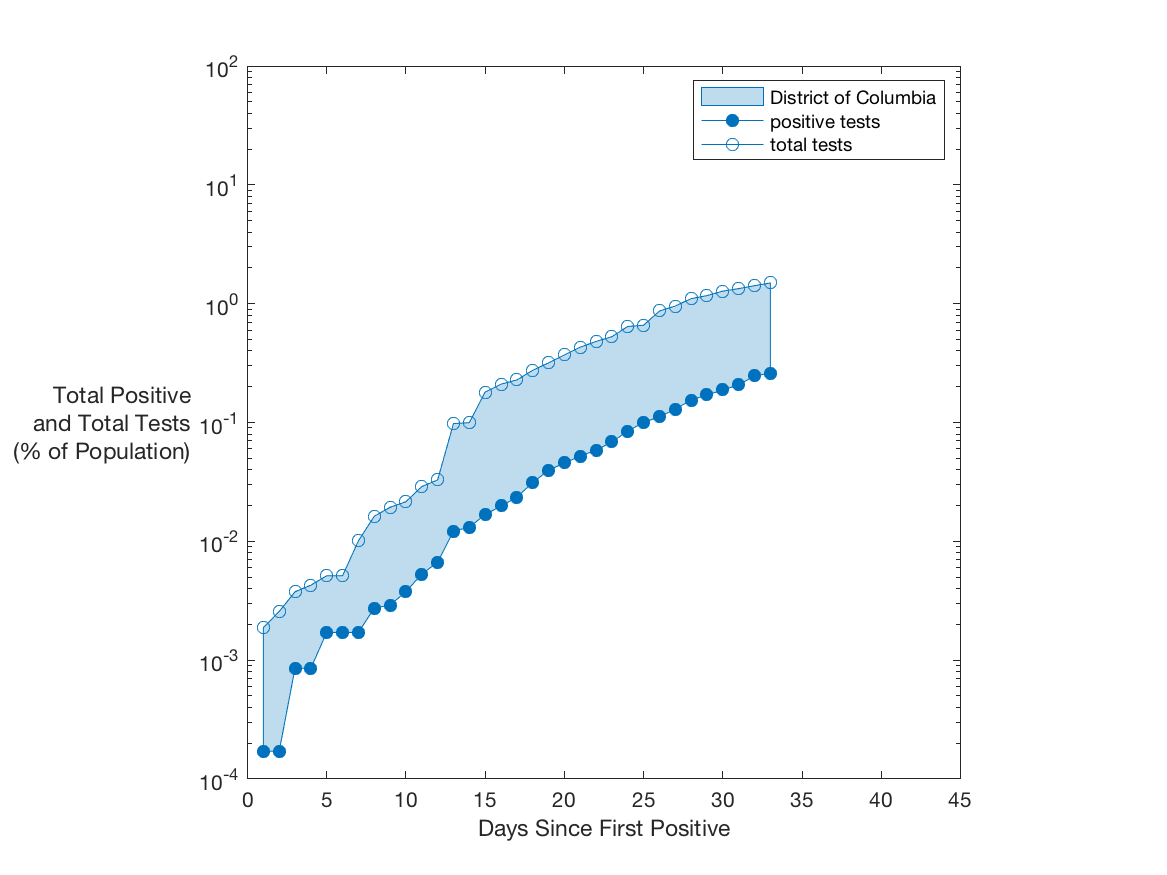 10^2
10^1
10^0
10^-1
10^-2
10^-3
10^-4
Total Positive
and Total Tests
(% of Population)
District of Columbia
positive tests
total tests
0 5 10 15 20 25 30 35 40 45
Days Since First Positive